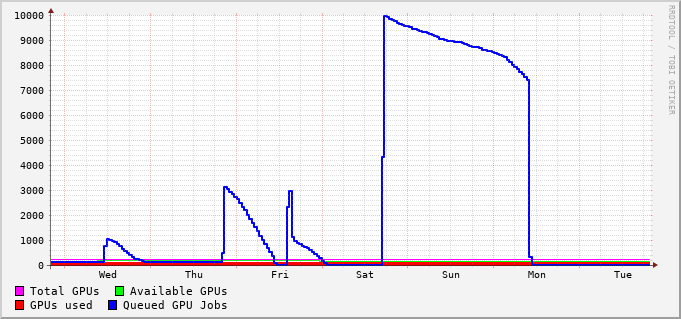 10000
9000
8000
7000
6000
5000
4000
3000
2000
1000
0
Wed Thu Fri Sat Sun Mon Tue
Total GPUs Available GPUs
GPUs used Queued GPU Jobs
RRDTOOL / TOBI OETIKER